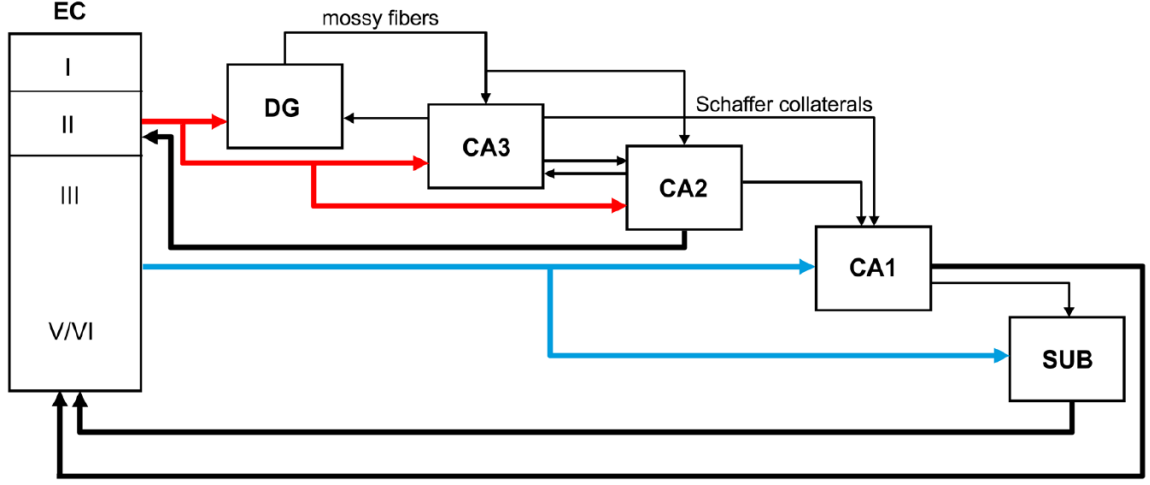 EC
mossy fibers
I
DG
Schaffer collaterals
II
CA3
CA2
III
CA1
V/VI
SUB